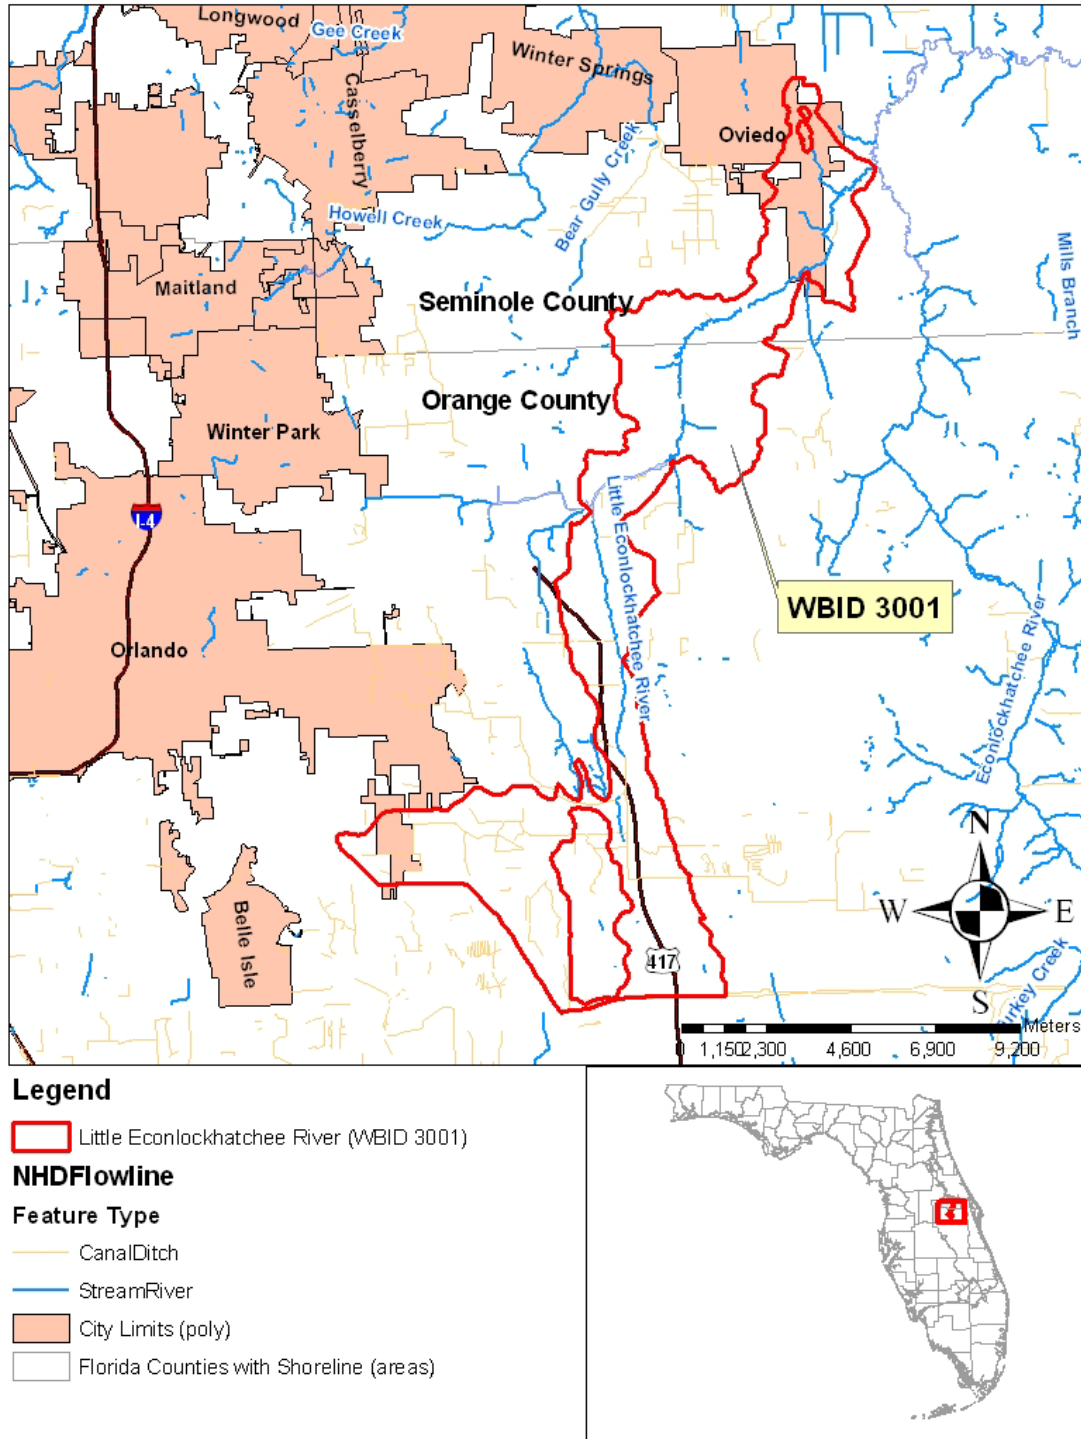 Longwood
Gee Creek
Winter Springs
Casselberry
Oviedo
Bear Gully Creek
Howell Creek
Mills Branch
Maitland
Seminole County
Orange County
Winter Park
Little Econlockhatchee River
I-4
WBID 3001
Orlando
Econlockhatchee River
N
W
E
S
Belle Isle
417
Turkey Creek
Meters
0 1,150 2,300 4,600 6,900 9,200
Legend
Little Econlockhatchee River (WBID 3001)
NHDFlowline
Feature Type
CanalDitch
StreamRiver
City Limits (poly)
Florida Counties with Shoreline (areas)